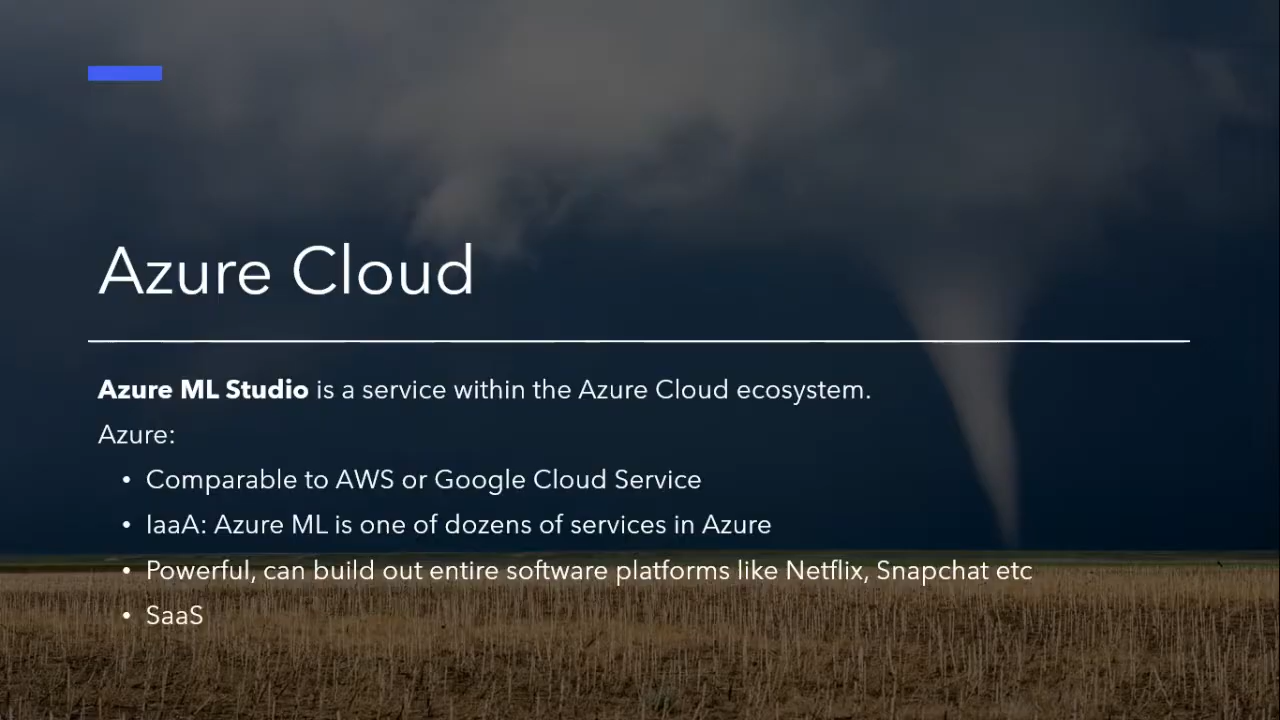 Azure Cloud
Azure ML Studio is a service within the Azure Cloud ecosystem.
Azure:
• Comparable to AWS or Google Cloud Service
• IaaA: Azure ML is one of dozens of services in Azure
• Powerful, can build out entire software platforms like Netflix, Snapchat etc
• SaaS